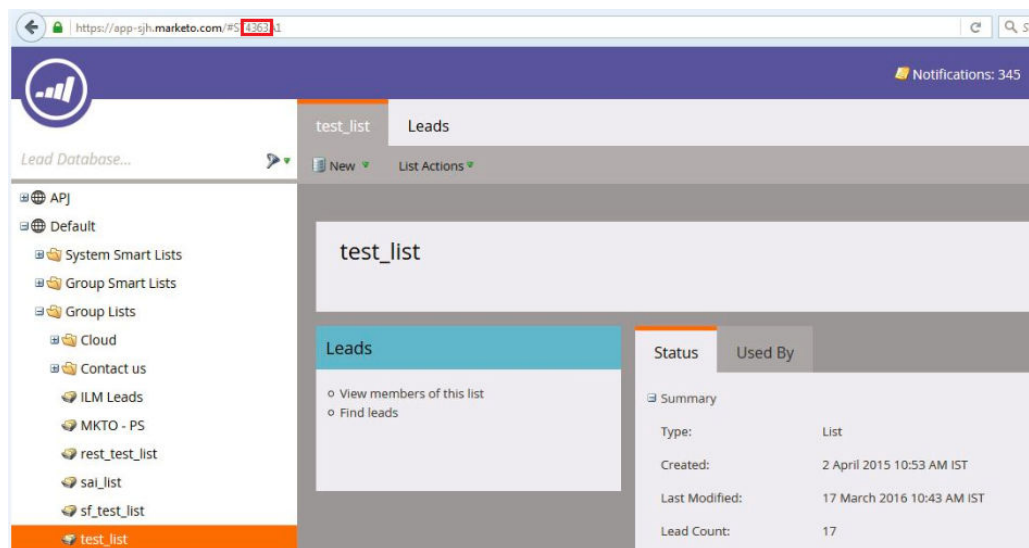 https://app-sjh.marketo.com/#ST4363A1
Notifications: 345
test_list
Leads
Lead Database...
New
List Actions
APJ
Default
System Smart Lists
Group Smart Lists
Group Lists
Cloud
Contact us
ILM Leads
MKTO - PS
rest_test_list
sai_list
sf_test_list
test_list
test_list
Leads
View members of this list
Find leads
Status
Used By
Summary
Type:
List
Created:
2 April 2015 10:53 AM IST
Last Modified:
17 March 2016 10:43 AM IST
Lead Count:
17